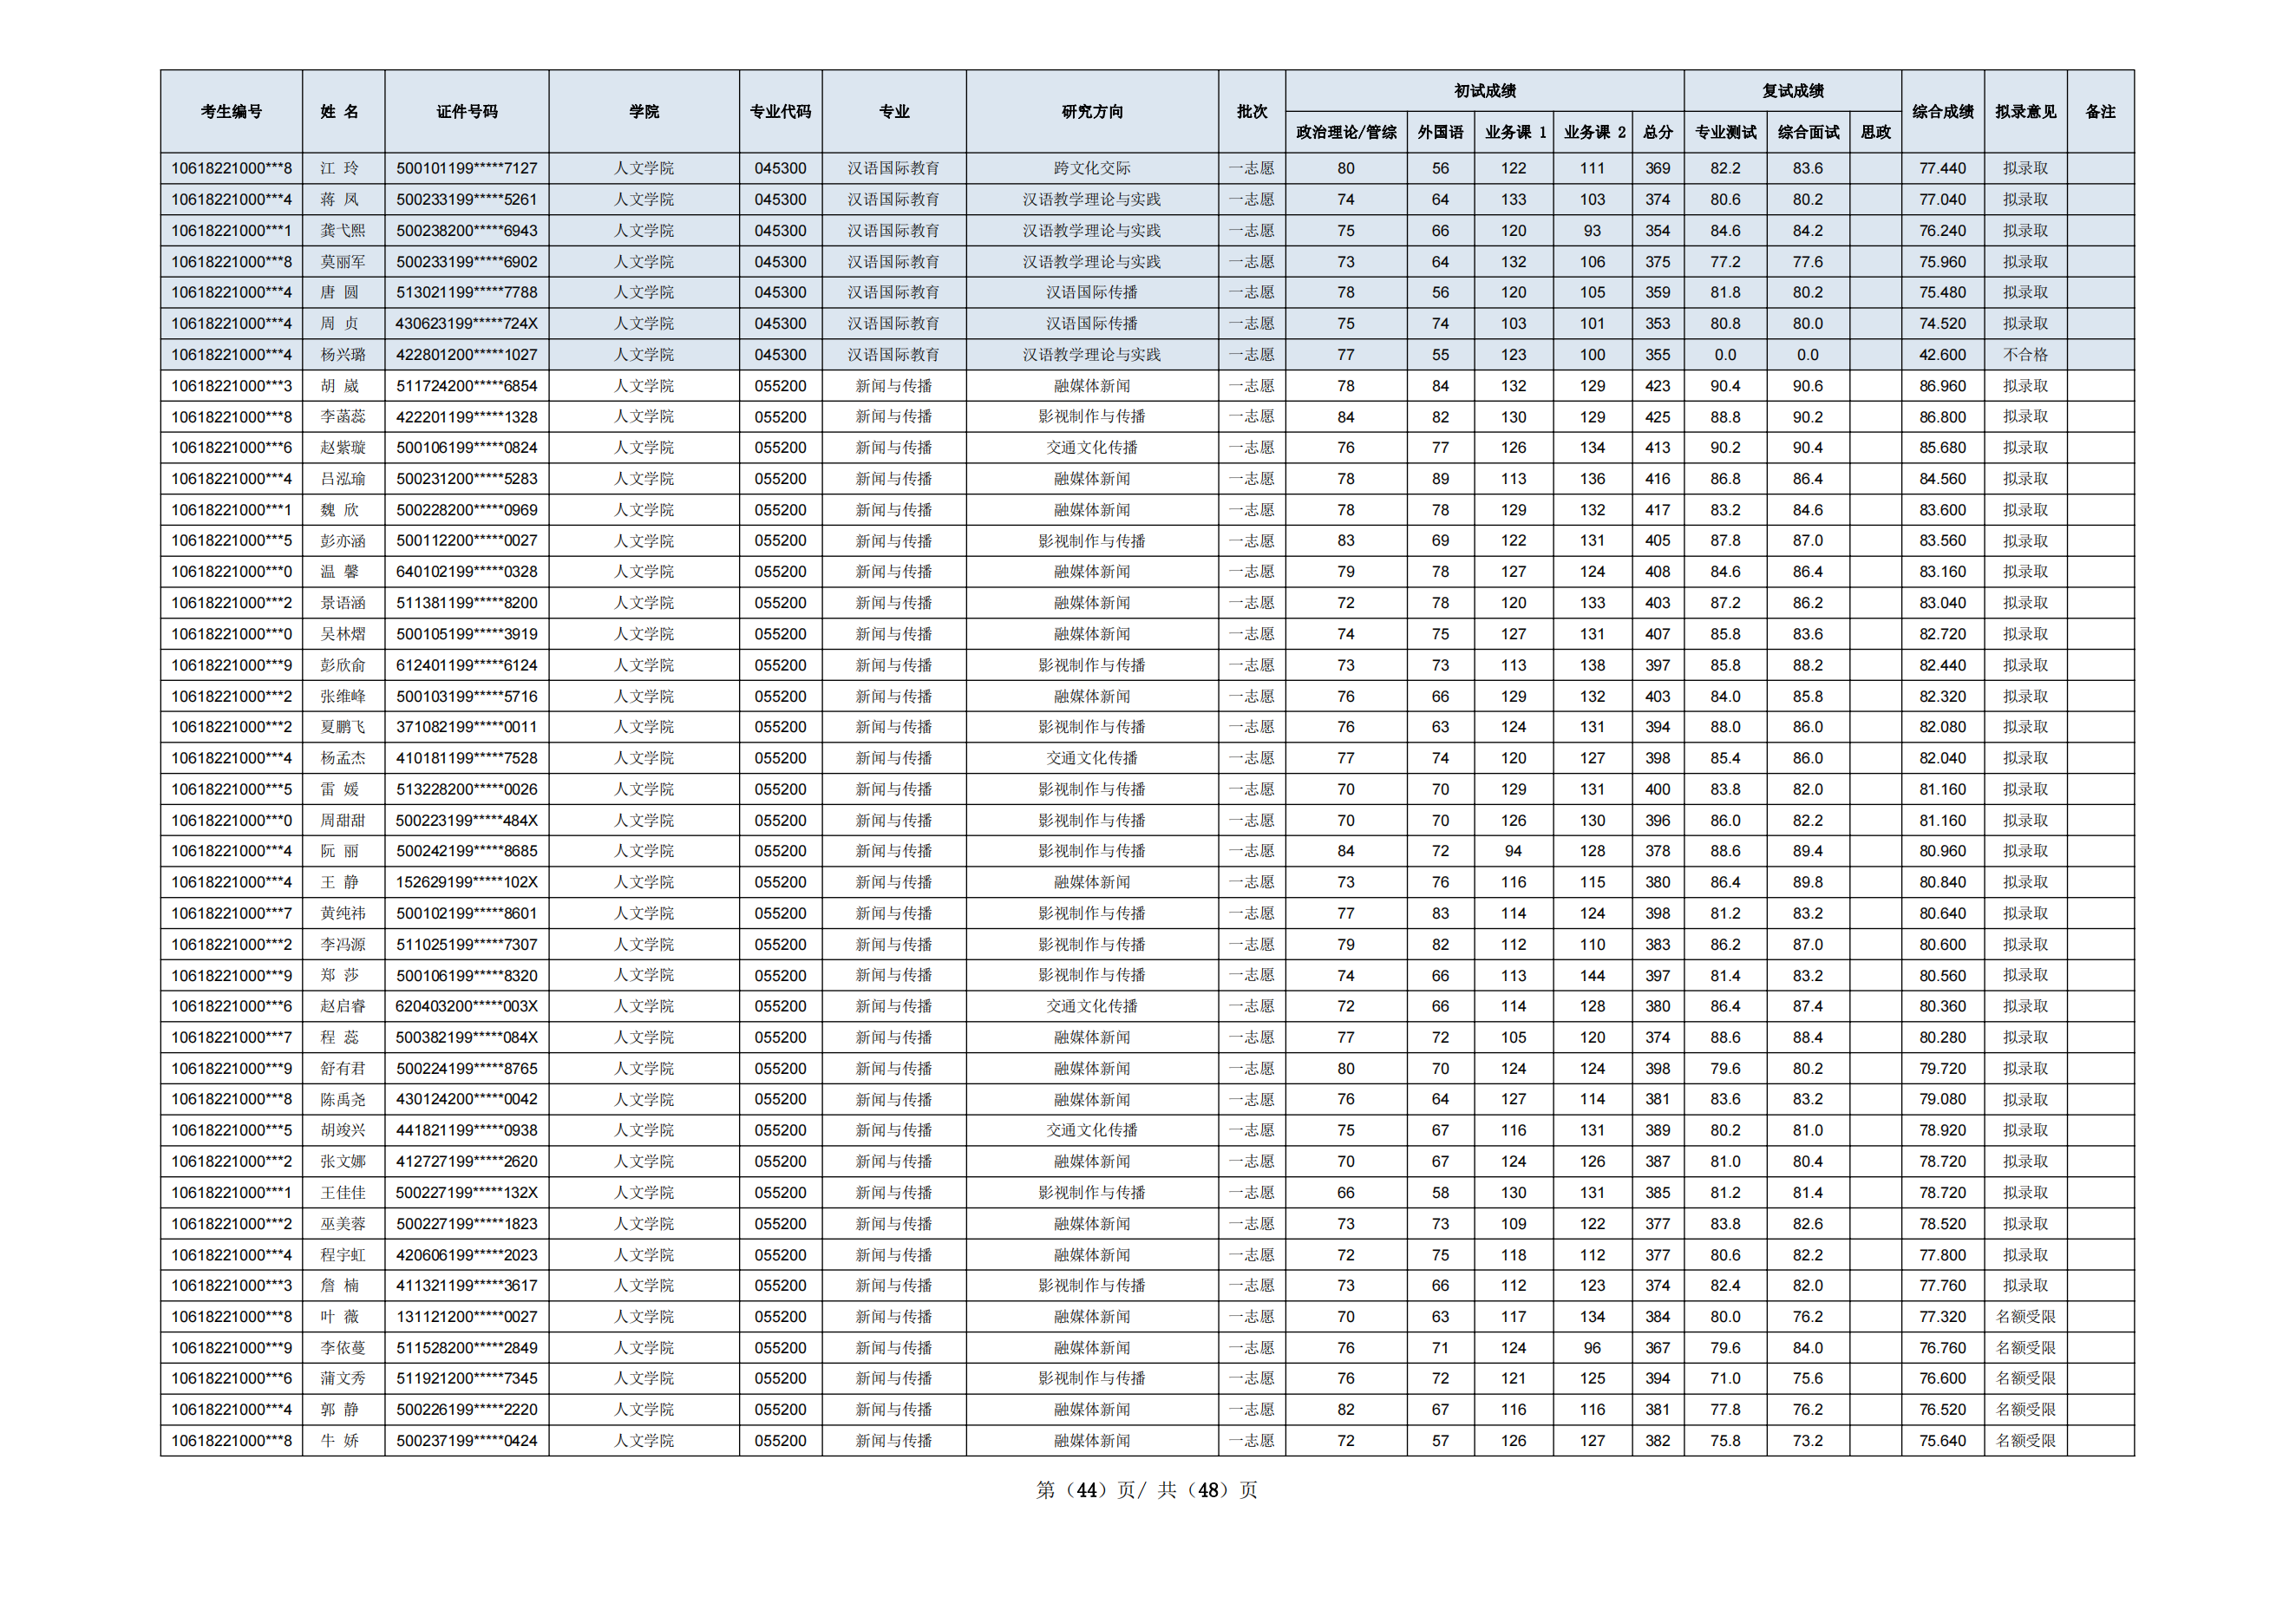 考生编号 姓 名 证件号码 学院 专业代码 专业 研究方向 批次 初试成绩 复试成绩 综合成绩 拟录意见 备注
政治理论/管综 外国语 业务课 1 业务课 2 总分 专业测试 综合面试 思政
10618221000***8 江 玲 500101199*****7127 人文学院 045300 汉语国际教育 跨文化交际 一志愿 80 56 122 111 369 82.2 83.6 77.440 拟录取
10618221000***4 蒋 凤 500233199*****5261 人文学院 045300 汉语国际教育 汉语教学理论与实践 一志愿 74 64 133 103 374 80.6 80.2 77.040 拟录取
10618221000***1 龚弋熙 500238200*****6943 人文学院 045300 汉语国际教育 汉语教学理论与实践 一志愿 75 66 120 93 354 84.6 84.2 76.240 拟录取
10618221000***8 莫丽军 500233199*****6902 人文学院 045300 汉语国际教育 汉语教学理论与实践 一志愿 73 64 132 106 375 77.2 77.6 75.960 拟录取
10618221000***4 唐 圆 513021199*****7788 人文学院 045300 汉语国际教育 汉语国际传播 一志愿 78 56 120 105 359 81.8 80.2 75.480 拟录取
10618221000***4 周 贞 430623199*****724X 人文学院 045300 汉语国际教育 汉语国际传播 一志愿 75 74 103 101 353 80.8 80.0 74.520 拟录取
10618221000***4 杨兴璐 422801200*****1027 人文学院 045300 汉语国际教育 汉语教学理论与实践 一志愿 77 55 123 100 355 0.0 0.0 42.600 不合格
10618221000***3 胡 崴 511724200*****6854 人文学院 055200 新闻与传播 融媒体新闻 一志愿 78 84 132 129 423 90.4 90.6 86.960 拟录取
10618221000***8 李菡蕊 422201199*****1328 人文学院 055200 新闻与传播 影视制作与传播 一志愿 84 82 130 129 425 88.8 90.2 86.800 拟录取
10618221000***6 赵紫璇 500106199*****0824 人文学院 055200 新闻与传播 交通文化传播 一志愿 76 77 126 134 413 90.2 90.4 85.680 拟录取
10618221000***4 吕泓瑜 500231200*****5283 人文学院 055200 新闻与传播 融媒体新闻 一志愿 78 89 113 136 416 86.8 86.4 84.560 拟录取
10618221000***1 魏 欣 500228200*****0969 人文学院 055200 新闻与传播 融媒体新闻 一志愿 78 78 129 132 417 83.2 84.6 83.600 拟录取
10618221000***5 彭亦涵 500112200*****0027 人文学院 055200 新闻与传播 影视制作与传播 一志愿 83 69 122 131 405 87.8 87.0 83.560 拟录取
10618221000***0 温 馨 640102199*****0328 人文学院 055200 新闻与传播 融媒体新闻 一志愿 79 78 127 124 408 84.6 86.4 83.160 拟录取
10618221000***2 景语涵 511381199*****8200 人文学院 055200 新闻与传播 融媒体新闻 一志愿 72 78 120 133 403 87.2 86.2 83.040 拟录取
10618221000***0 吴林熠 500105199*****3919 人文学院 055200 新闻与传播 融媒体新闻 一志愿 74 75 127 131 407 85.8 83.6 82.720 拟录取
10618221000***9 彭欣俞 612401199*****6124 人文学院 055200 新闻与传播 影视制作与传播 一志愿 73 73 113 138 397 85.8 88.2 82.440 拟录取
10618221000***2 张维峰 500103199*****5716 人文学院 055200 新闻与传播 融媒体新闻 一志愿 76 66 129 132 403 84.0 85.8 82.320 拟录取
10618221000***2 夏鹏飞 371082199*****0011 人文学院 055200 新闻与传播 影视制作与传播 一志愿 76 63 124 131 394 88.0 86.0 82.080 拟录取
10618221000***4 杨孟杰 410181199*****7528 人文学院 055200 新闻与传播 交通文化传播 一志愿 77 74 120 127 398 85.4 86.0 82.040 拟录取
10618221000***5 雷 媛 513228200*****0026 人文学院 055200 新闻与传播 影视制作与传播 一志愿 70 70 129 131 400 83.8 82.0 81.160 拟录取
10618221000***0 周甜甜 500223199*****484X 人文学院 055200 新闻与传播 影视制作与传播 一志愿 70 70 126 130 396 86.0 82.2 81.160 拟录取
10618221000***4 阮 丽 500242199*****8685 人文学院 055200 新闻与传播 影视制作与传播 一志愿 84 72 94 128 378 88.6 89.4 80.960 拟录取
10618221000***4 王 静 152629199*****102X 人文学院 055200 新闻与传播 融媒体新闻 一志愿 73 76 116 115 380 86.4 89.8 80.840 拟录取
10618221000***7 黄纯祎 500102199*****8601 人文学院 055200 新闻与传播 影视制作与传播 一志愿 77 83 114 124 398 81.2 83.2 80.640 拟录取
10618221000***2 李冯源 511025199*****7307 人文学院 055200 新闻与传播 影视制作与传播 一志愿 79 82 112 110 383 86.2 87.0 80.600 拟录取
10618221000***9 郑 莎 500106199*****8320 人文学院 055200 新闻与传播 影视制作与传播 一志愿 74 66 113 144 397 81.4 83.2 80.560 拟录取
10618221000***6 赵启睿 620403200*****003X 人文学院 055200 新闻与传播 交通文化传播 一志愿 72 66 114 128 380 86.4 87.4 80.360 拟录取
10618221000***7 程 蕊 500382199*****084X 人文学院 055200 新闻与传播 融媒体新闻 一志愿 77 72 105 120 374 88.6 88.4 80.280 拟录取
10618221000***9 舒有君 500224199*****8765 人文学院 055200 新闻与传播 融媒体新闻 一志愿 80 70 124 124 398 79.6 80.2 79.720 拟录取
10618221000***8 陈禹尧 430124200*****0042 人文学院 055200 新闻与传播 融媒体新闻 一志愿 76 64 127 114 381 83.6 83.2 79.080 拟录取
10618221000***5 胡竣兴 441821199*****0938 人文学院 055200 新闻与传播 交通文化传播 一志愿 75 67 116 131 389 80.2 81.0 78.920 拟录取
10618221000***2 张文娜 412727199*****2620 人文学院 055200 新闻与传播 融媒体新闻 一志愿 70 67 124 126 387 81.0 80.4 78.720 拟录取
10618221000***1 王佳佳 500227199*****132X 人文学院 055200 新闻与传播 影视制作与传播 一志愿 66 58 130 131 385 81.2 81.4 78.720 拟录取
10618221000***2 巫美蓉 500227199*****1823 人文学院 055200 新闻与传播 融媒体新闻 一志愿 73 73 109 122 377 83.8 82.6 78.520 拟录取
10618221000***4 程宇虹 420606199*****2023 人文学院 055200 新闻与传播 融媒体新闻 一志愿 72 75 118 112 377 80.6 82.2 77.800 拟录取
10618221000***3 詹 楠 411321199*****3617 人文学院 055200 新闻与传播 影视制作与传播 一志愿 73 66 112 123 374 82.4 82.0 77.760 拟录取
10618221000***8 叶 薇 131121200*****0027 人文学院 055200 新闻与传播 融媒体新闻 一志愿 70 63 117 134 384 80.0 76.2 77.320 名额受限
10618221000***9 李依蔓 511528200*****2849 人文学院 055200 新闻与传播 融媒体新闻 一志愿 76 71 124 96 367 79.6 84.0 76.760 名额受限
10618221000***6 蒲文秀 511921200*****7345 人文学院 055200 新闻与传播 影视制作与传播 一志愿 76 72 121 125 394 71.0 75.6 76.600 名额受限
10618221000***4 郭 静 500226199*****2220 人文学院 055200 新闻与传播 融媒体新闻 一志愿 82 67 116 116 381 77.8 76.2 76.520 名额受限
10618221000***8 牛 娇 500237199*****0424 人文学院 055200 新闻与传播 融媒体新闻 一志愿 72 57 126 127 382 75.8 73.2 75.640 名额受限
第（44）页/ 共（48）页